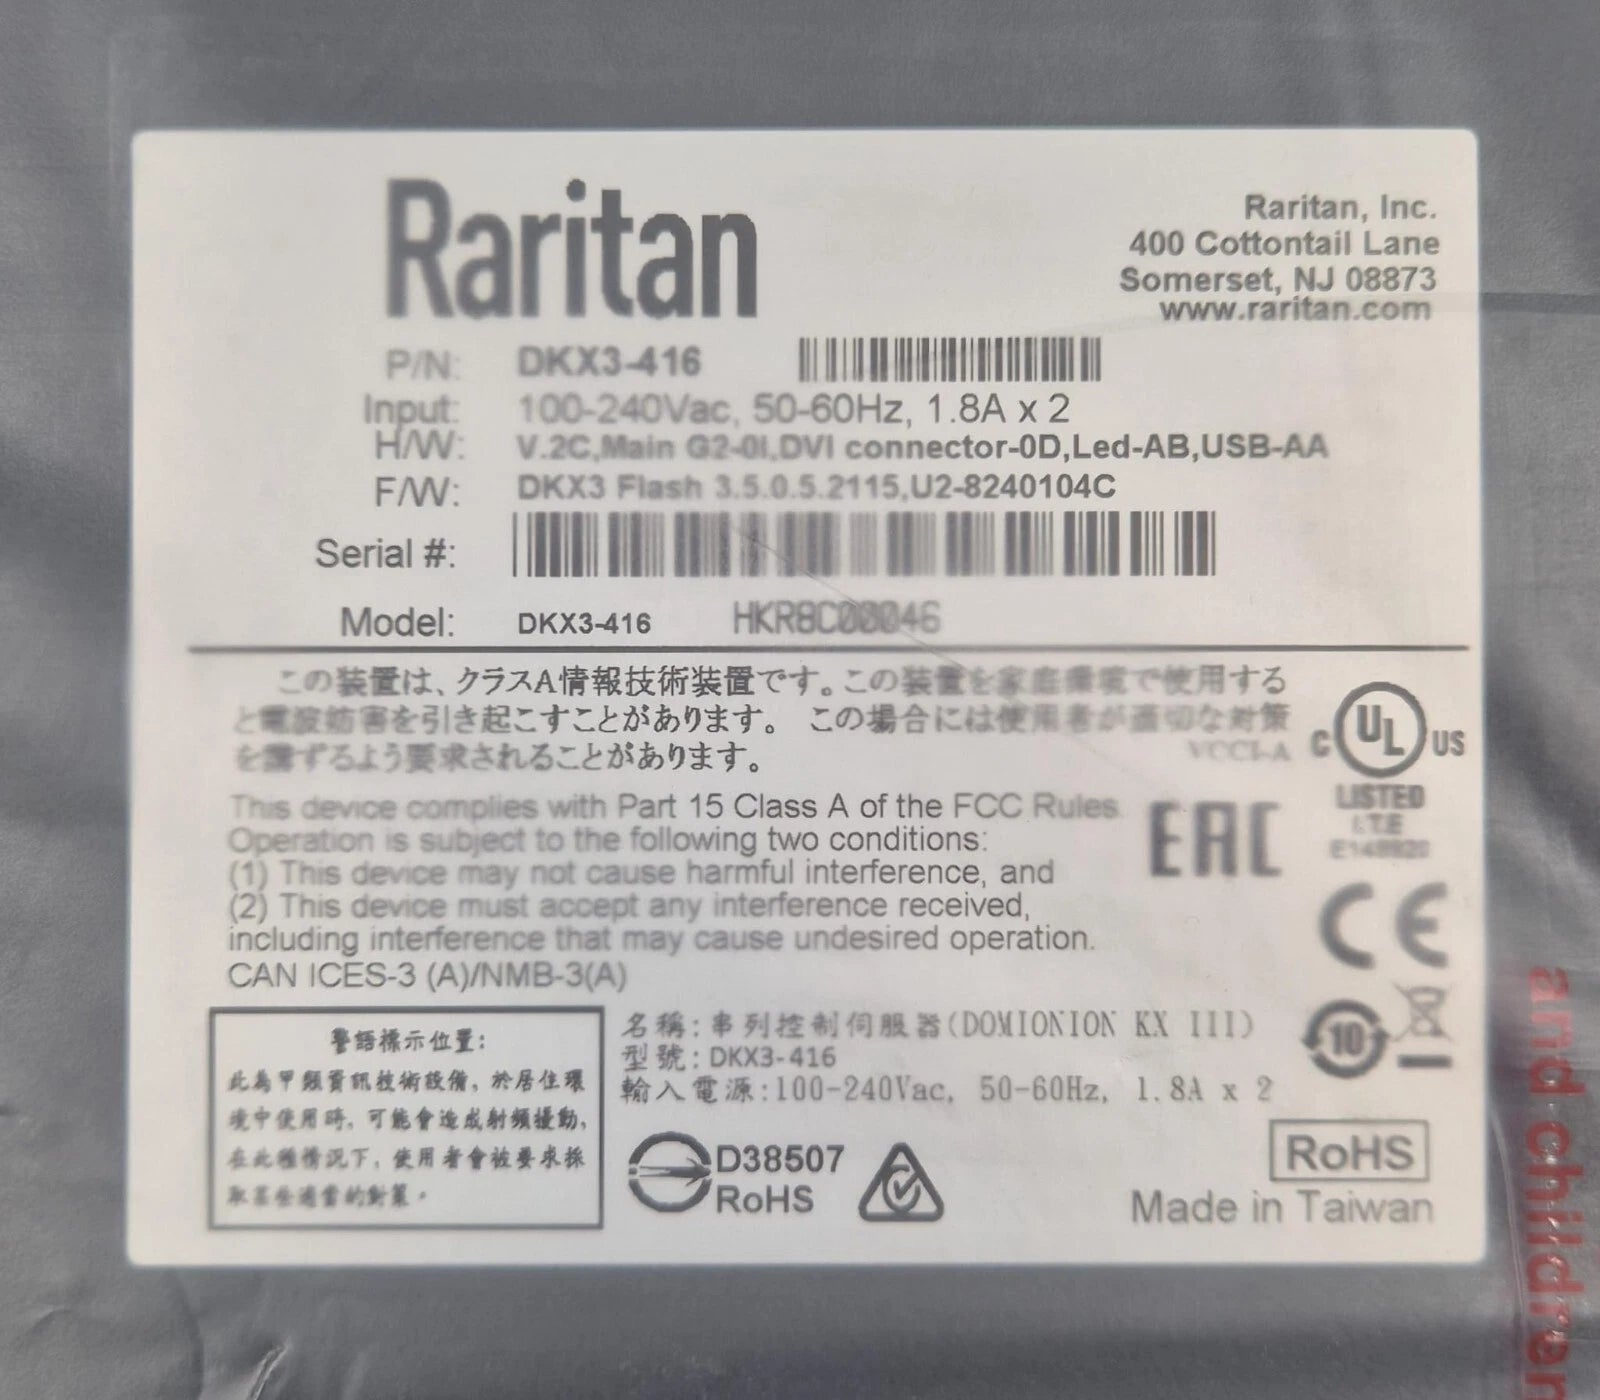 Raritan
Raritan, Inc.
400 Cottontail Lane
Somerset, NJ 08873
www.raritan.com
P/N: DKX3-416
Input: 100-240Vac, 50-60Hz, 1.8A x 2
H/W: V.2C,Main G2-0I,DVI connector-0D,Led-AB,USB-AA
F/W: DKX3 Flash 3.5.0.5.2115,U2-8240104C
Serial #:
Model: DKX3-416 HKR8C00046
この装置は、クラスA情報技術装置です。この装置を家庭環境で使用する
と電波妨害を引き起こすことがあります。 この場合には使用者が適切な対策
を講ずるよう要求されることがあります。
VCCI-A
C UL US
LISTED
I.T.E
This device complies with Part 15 Class A of the FCC Rules
Operation is subject to the following two conditions:
(1) This device may not cause harmful interference, and
(2) This device must accept any interference received,
including interference that may cause undesired operation.
CAN ICES-3 (A)/NMB-3(A)
EAC
CE
警語標示位置:
此為甲類資訊技術設備、於居住環
境中使用時, 可能會造成射頻擾動,
在此種情況下, 使用者會被要求採
取某些適當的對策。
名稱:串列控制伺服器(DOMIONION KX III)
型號:DKX3-416
輸入電源:100-240Vac, 50-60Hz, 1.8A x 2
10
D38507
RoHS
RoHS
Made in Taiwan
and children